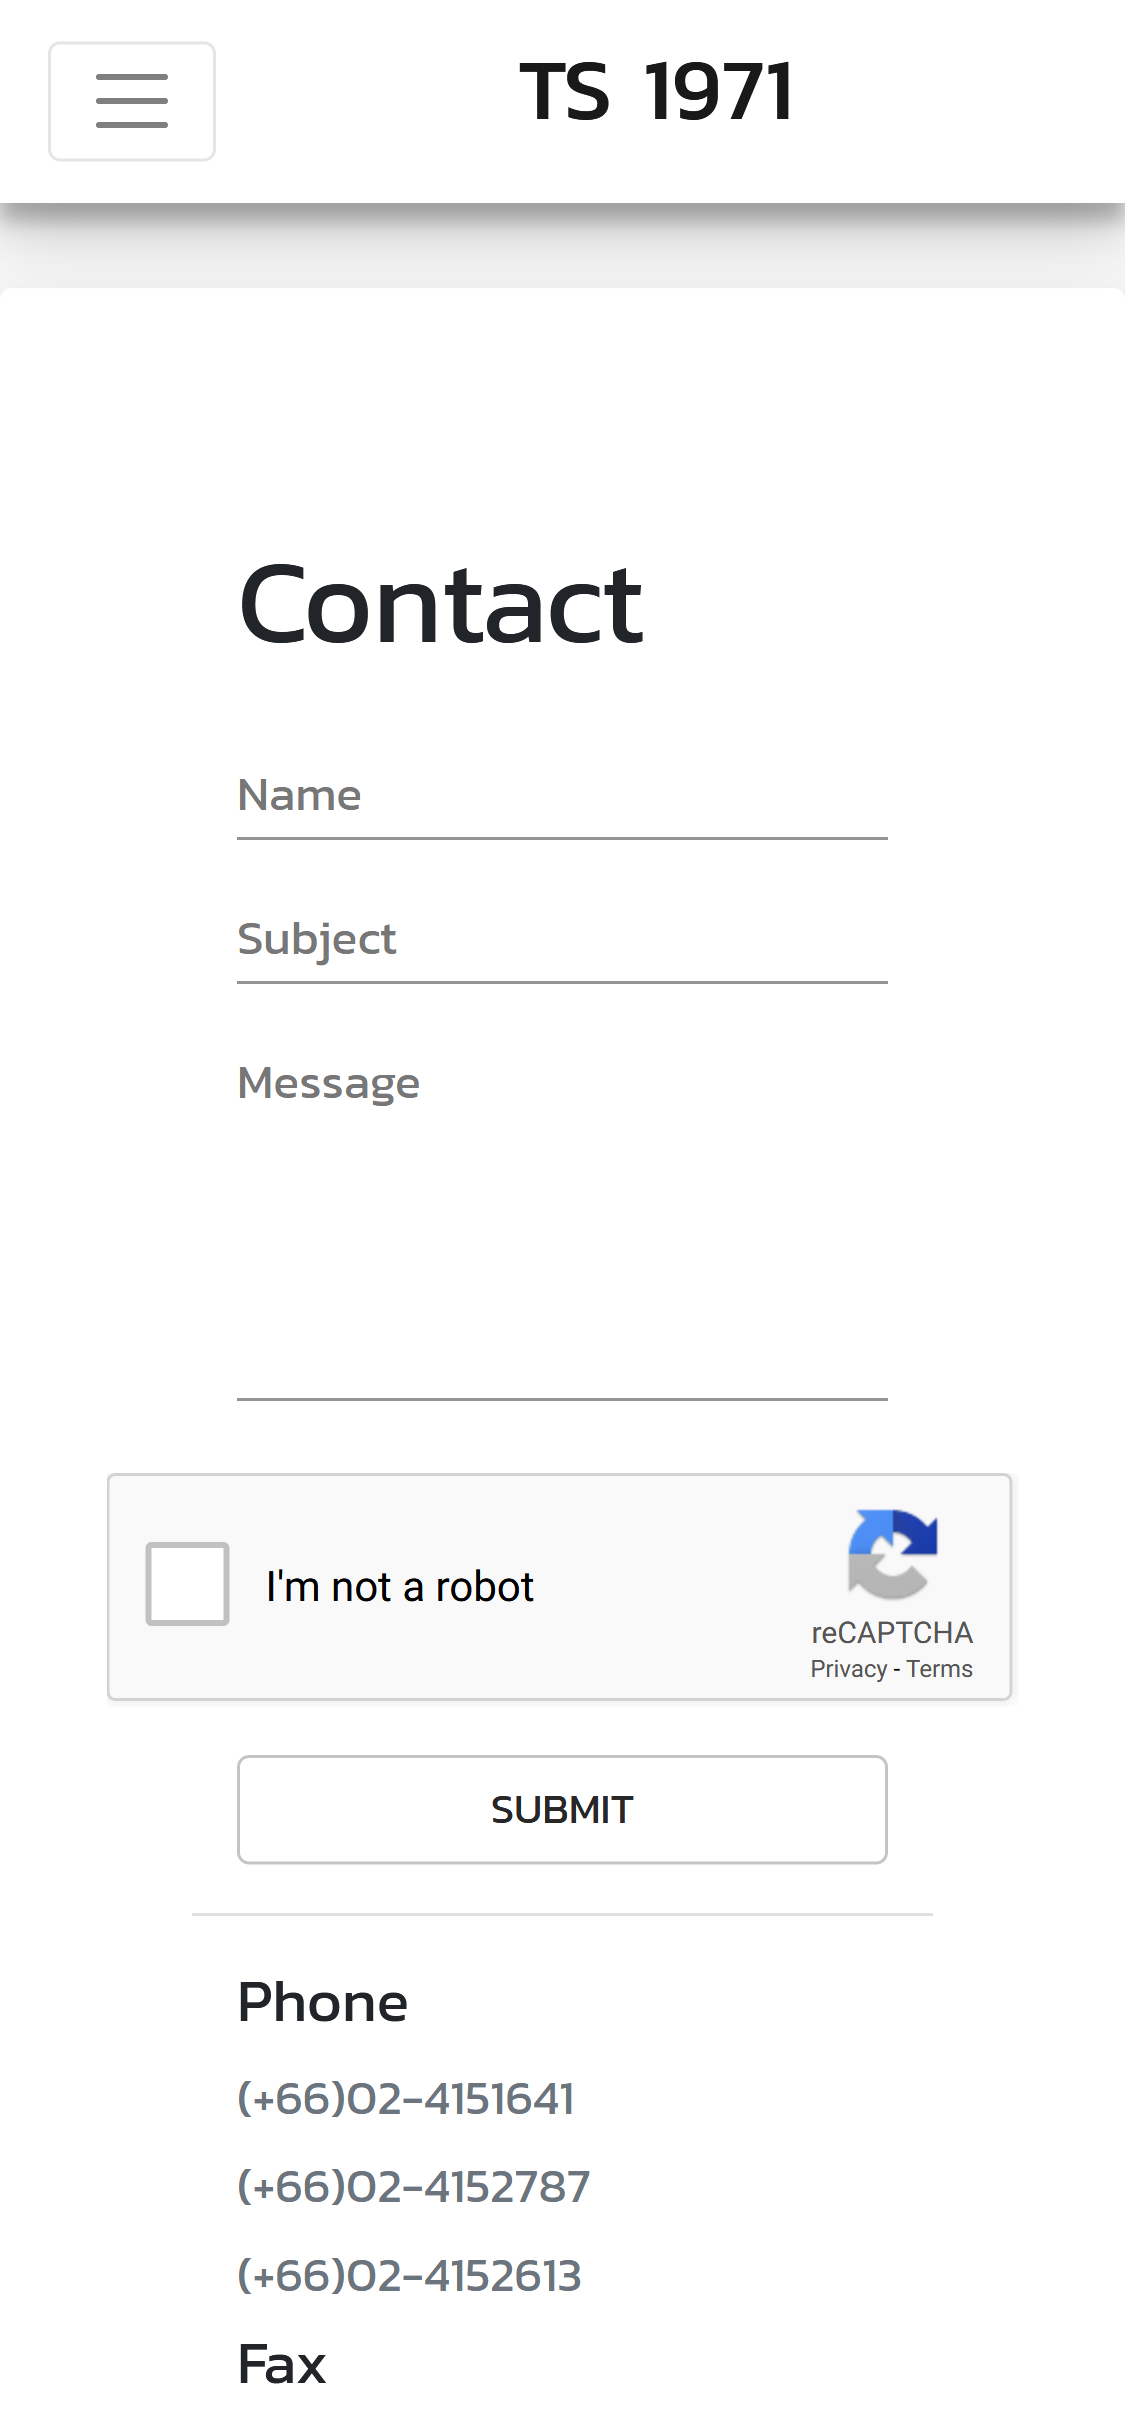 TS 1971
Contact
Name
Subject
Message
I'm not a robot
reCAPTCHA
Privacy - Terms
SUBMIT
Phone
(+66)02-4151641
(+66)02-4152787
(+66)02-4152613
Fax